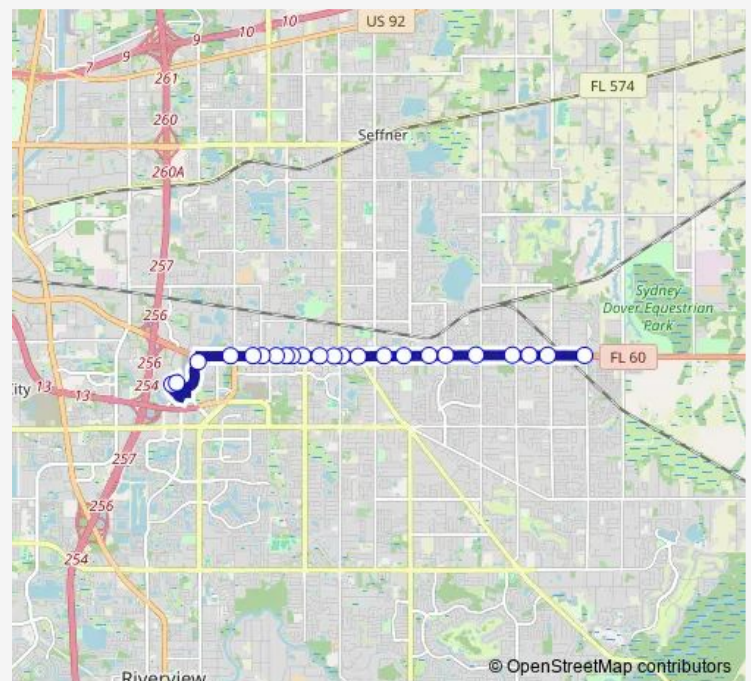 US 92
10
9
10
7
9
261
FL 574
260
Seffner
260A
257
Sydney
Dover Equestrian
Park
256
256
FL 60
254
ity 13
13
257
256
254
Riverview
© OpenStreetMap contributors